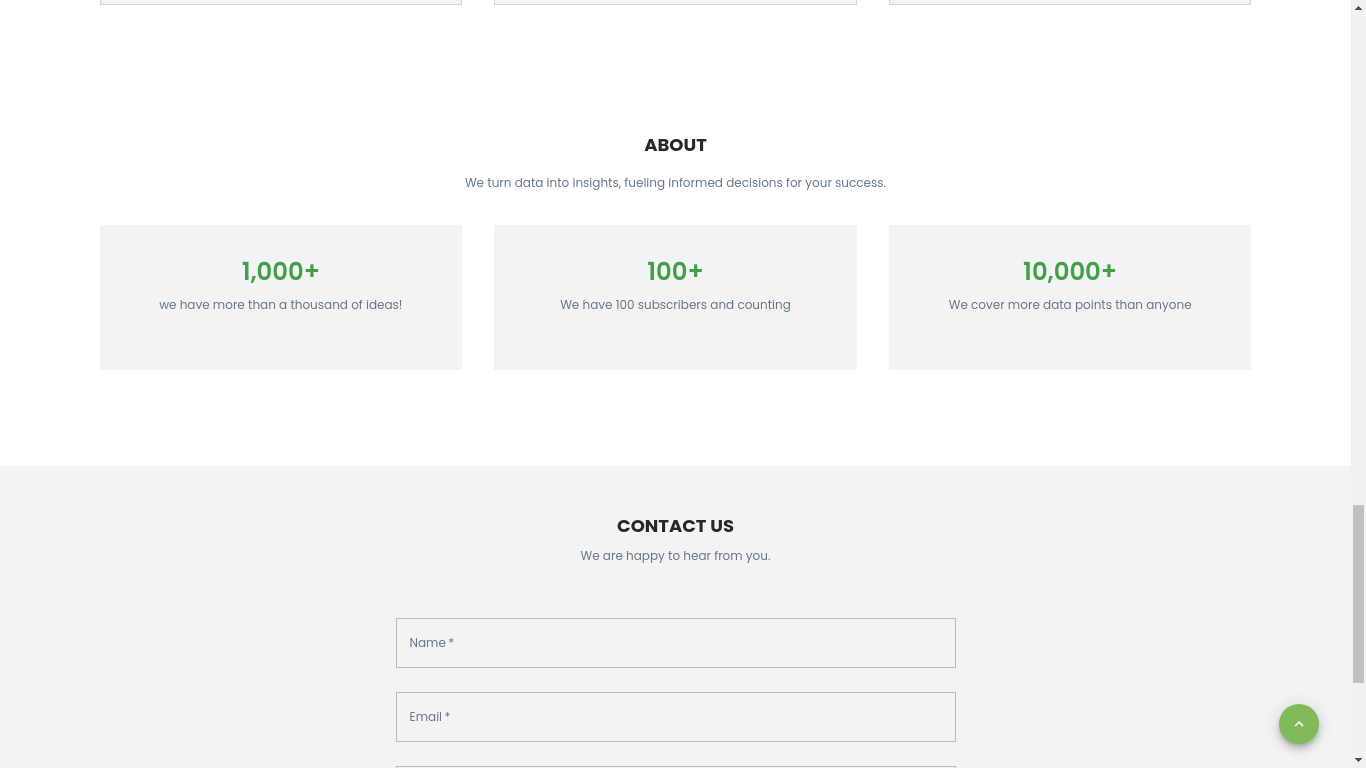 ABOUT
We turn data into insights, fueling informed decisions for your success.
1,000+
we have more than a thousand of ideas!
100+
We have 100 subscribers and counting
10,000+
We cover more data points than anyone
CONTACT US
We are happy to hear from you.
Name *
Email *